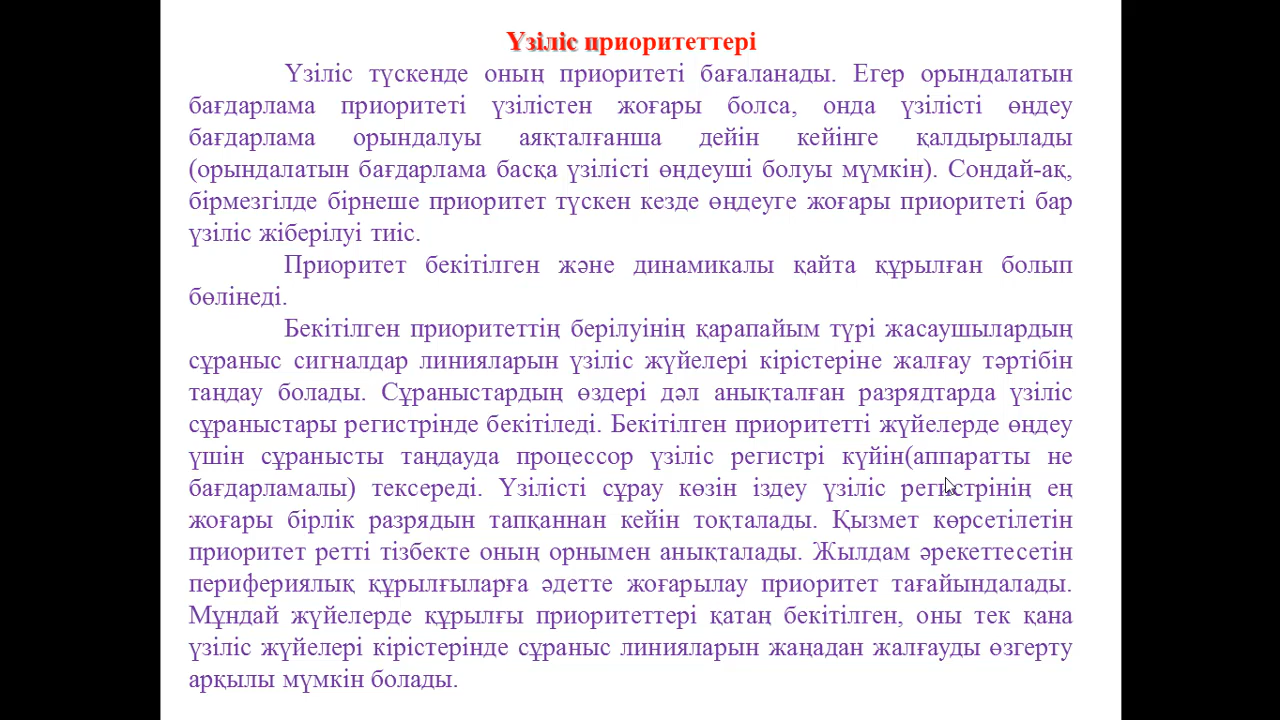 Үзіліс приоритеттері
Үзіліс түскенде оның приоритеті бағаланады. Егер орындалатын
бағдарлама приоритеті үзілістен жоғары болса, онда үзілісті өңдеу
бағдарлама орындалуы аяқталғанша дейін кейінге қалдырылады
(орындалатын бағдарлама басқа үзілісті өңдеуші болуы мүмкін). Сондай-ақ,
бірмезгілде бірнеше приоритет түскен кезде өңдеуге жоғары приоритеті бар
үзіліс жіберілуі тиіс.
Приоритет бекітілген және динамикалы қайта құрылған болып
бөлінеді.
Бекітілген приоритеттің берілуінің қарапайым түрі жасаушылардың
сұраныс сигналдар линияларын үзіліс жүйелері кірістеріне жалғау тәртібін
таңдау болады. Сұраныстардың өздері дәл анықталған разрядтарда үзіліс
сұраныстары регистрінде бекітіледі. Бекітілген приоритетті жүйелерде өңдеу
үшін сұранысты таңдауда процессор үзіліс регистрі күйін(аппаратты не
бағдарламалы) тексереді. Үзілісті сұрау көзін іздеу үзіліс регистрінің ең
жоғары бірлік разрядын тапқаннан кейін тоқталады. Қызмет көрсетілетін
приоритет ретті тізбекте оның орнымен анықталады. Жылдам әрекеттесетін
перифериялық құрылғыларға әдетте жоғарылау приоритет тағайындалады.
Мұндай жүйелерде құрылғы приоритеттері қатаң бекітілген, оны тек қана
үзіліс жүйелері кірістерінде сұраныс линияларын жаңадан жалғауды өзгерту
арқылы мүмкін болады.